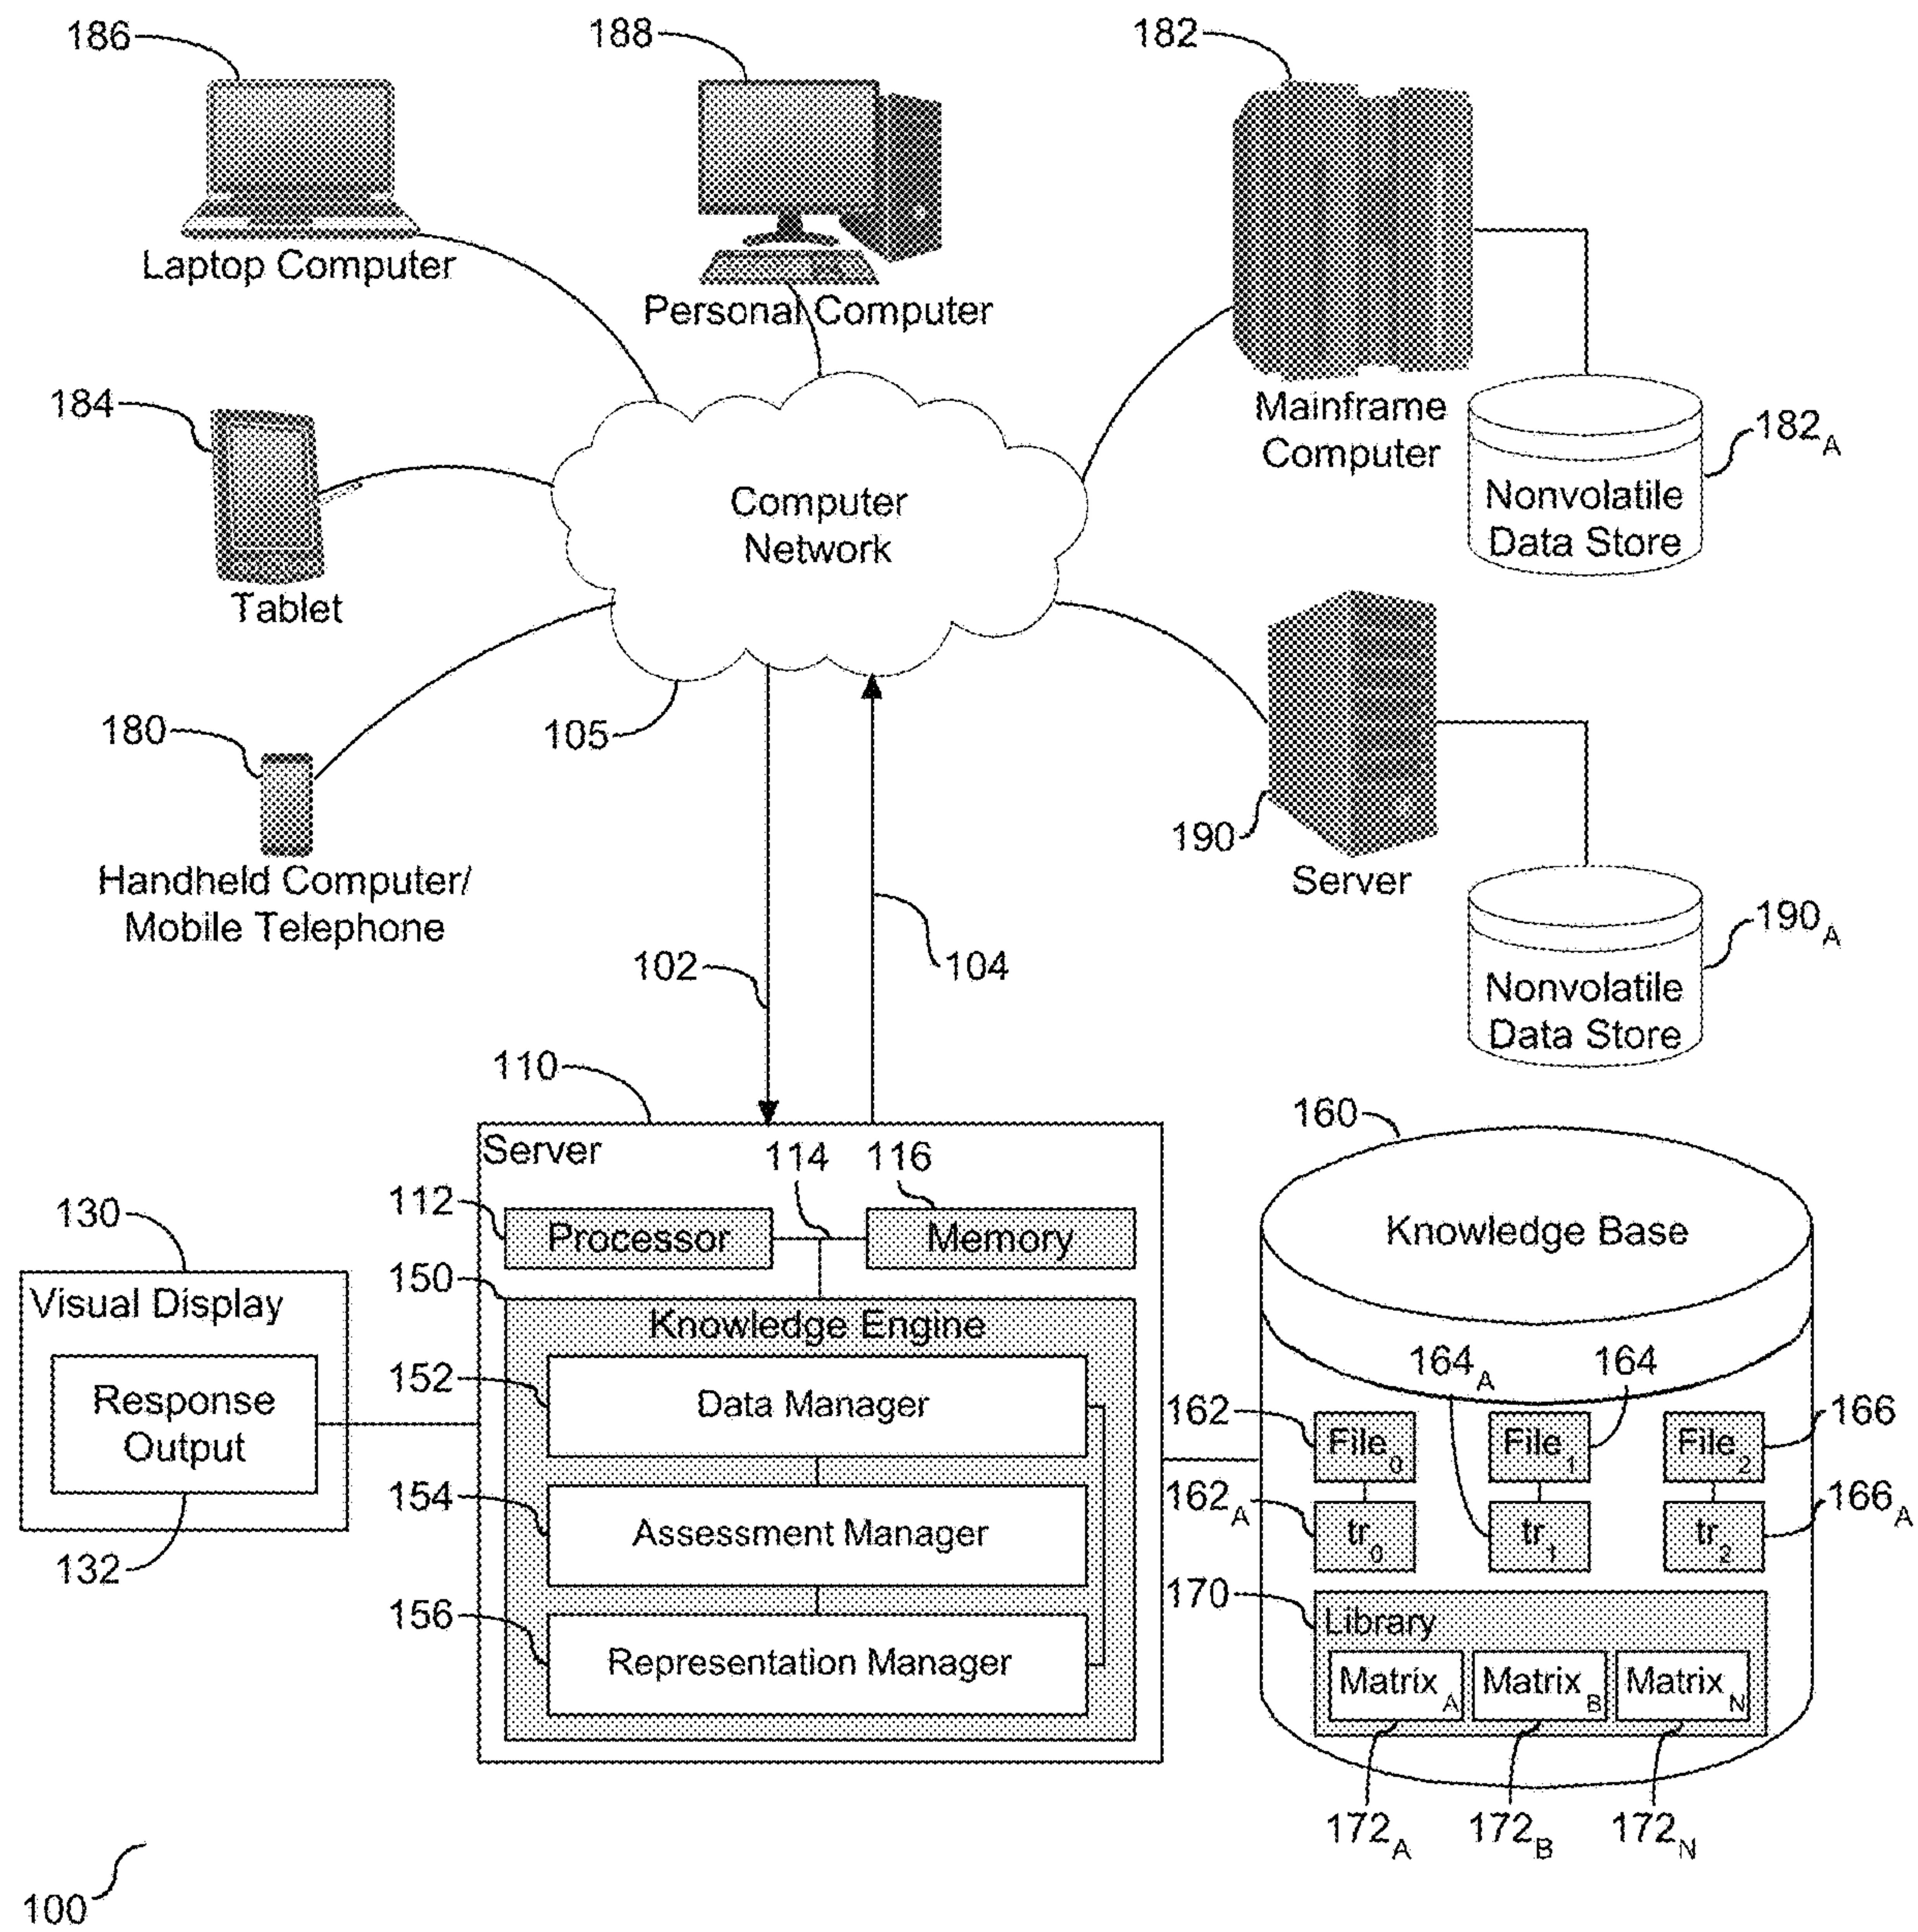 186
188
182
Laptop Computer
Personal Computer
Mainframe
Computer
184
182A
Nonvolatile
Data Store
Computer
Network
Tablet
180
105
190
Server
Handheld Computer/
Mobile Telephone
190A
Nonvolatile
Data Store
102
104
110
160
Server
114
116
112
Processor
Memory
Knowledge Base
130
150
Visual Display
Knowledge Engine
Response
Output
132
152
Data Manager
154
Assessment Manager
156
Representation Manager
164A
164
162
File0
File1
File2
166
162A
tr0
tr1
tr2
166A
170
Library
MatrixA
MatrixB
MatrixN
172A
172B
172N
100